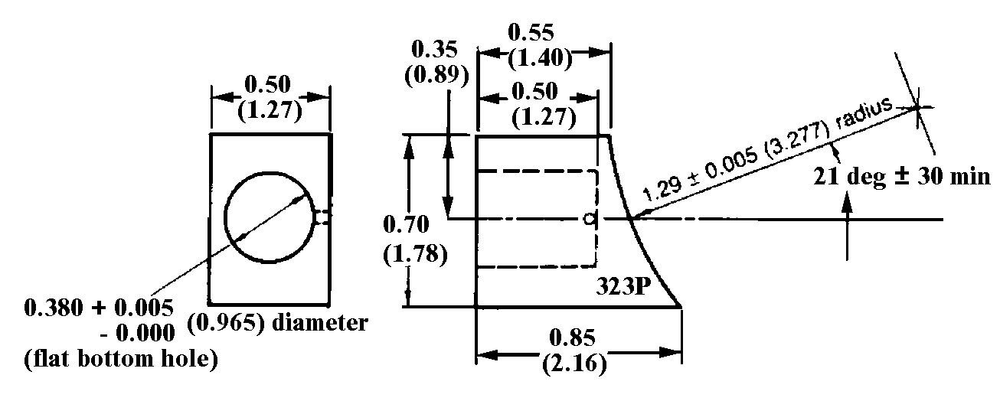 0.50
(1.27)
0.380 + 0.005
- 0.000
(0.965) diameter
(flat bottom hole)
0.35
(0.89)
0.55
(1.40)
0.50
(1.27)
0.70
(1.78)
323P
0.85
(2.16)
1.29 ± 0.005 (3.277) radius
21 deg ± 30 min